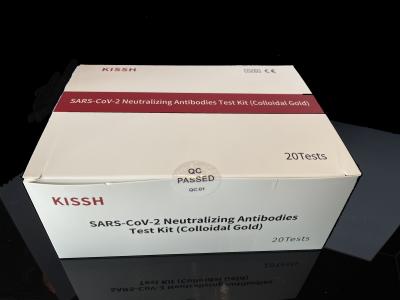 KISSH
CE
SARS-CoV-2 Neutralizing Antibodies Test Kit (Colloidal Gold)
20Tests
QC
PASSED
QC 01
KISSH
SARS-CoV-2 Neutralizing Antibodies
Test Kit (Colloidal Gold)
20Tests